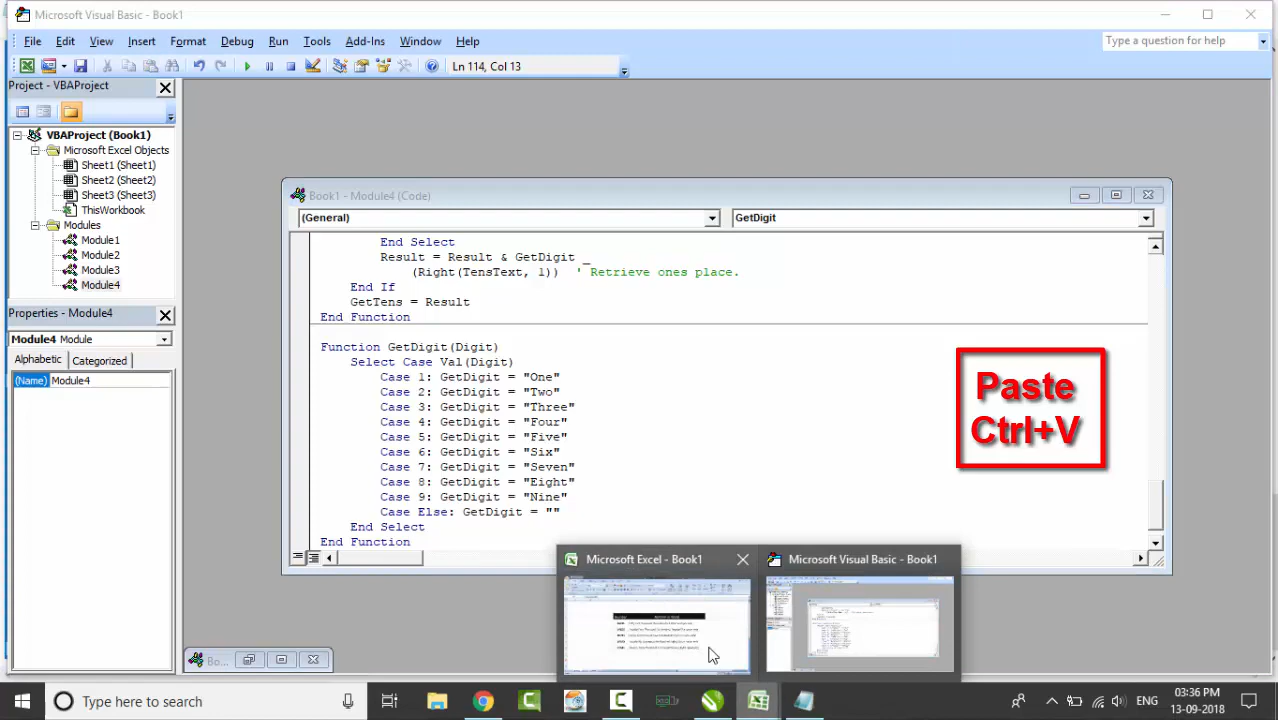 Microsoft Visual Basic - Book1
File Edit View Insert Format Debug Run Tools Add-Ins Window Help
Type a question for help
Ln 114, Col 13
Project - VBAProject
VBAProject (Book1)
Microsoft Excel Objects
Sheet1 (Sheet1)
Sheet2 (Sheet2)
Sheet3 (Sheet3)
ThisWorkbook
Modules
Module1
Module2
Module3
Module4
Properties - Module4
Module4 Module
Alphabetic Categorized
(Name) Module4
Book1 - Module4 (Code)
(General) GetDigit
End Select
Result = Result & GetDigit _
(Right(TensText, 1)) ' Retrieve ones place.
End If
GetTens = Result
End Function
Function GetDigit(Digit)
Select Case Val(Digit)
Case 1: GetDigit = "One"
Case 2: GetDigit = "Two"
Case 3: GetDigit = "Three"
Case 4: GetDigit = "Four"
Case 5: GetDigit = "Five"
Case 6: GetDigit = "Six"
Case 7: GetDigit = "Seven"
Case 8: GetDigit = "Eight"
Case 9: GetDigit = "Nine"
Case Else: GetDigit = ""
End Select
End Function
Paste
Ctrl+V
Microsoft Excel - Book1
Microsoft Visual Basic - Book1
Bo...
Type here to search
ENG
03:36 PM
13-09-2018